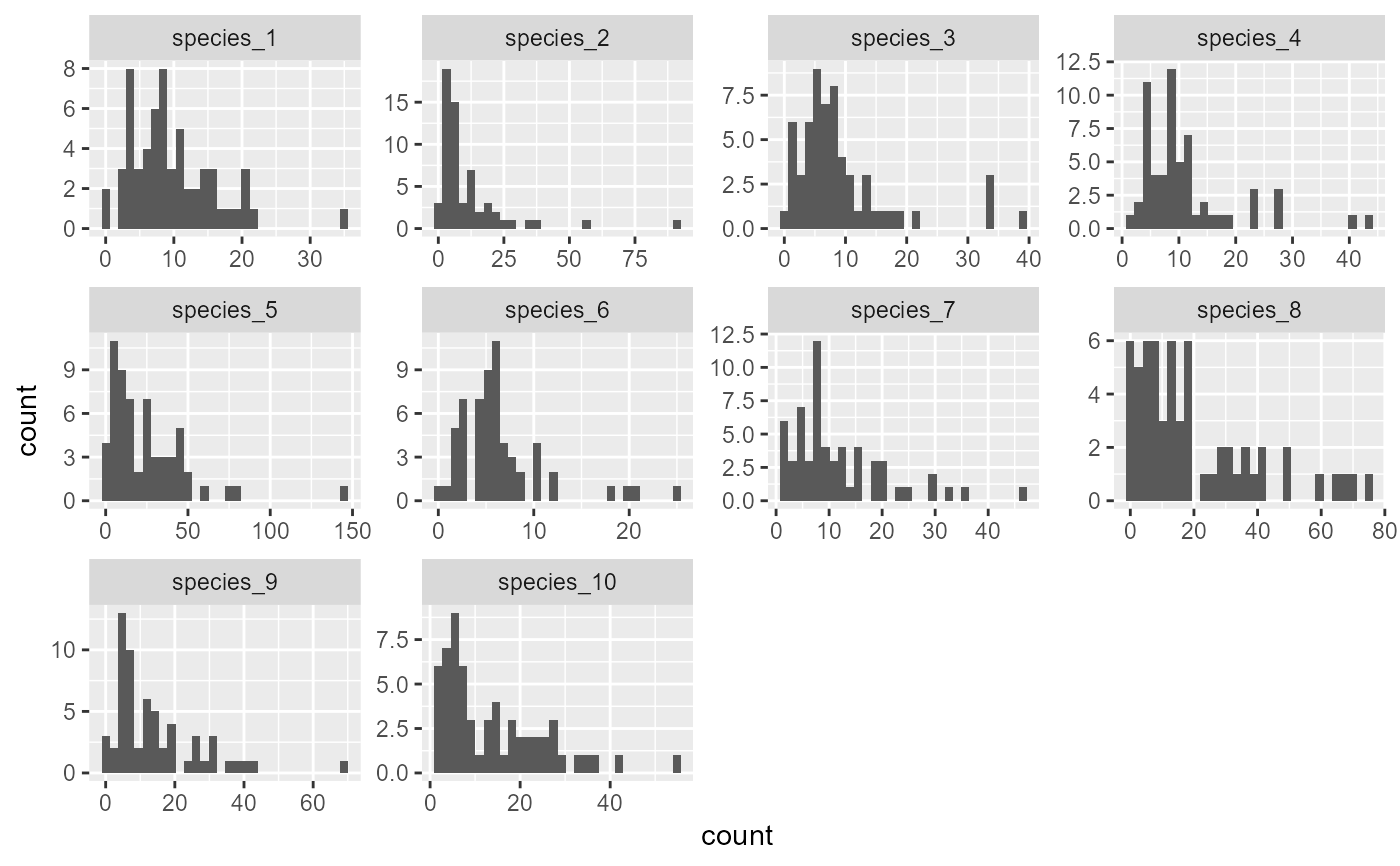 species_1 species_2 species_3 species_4
8 6 4 2 0
15 10 5 0
7.5 5.0 2.5 0.0
12.5 10.0 7.5 5.0 2.5 0.0
0 10 20 30
0 25 50 75
0 10 20 30 40
0 10 20 30 40
species_5 species_6 species_7 species_8
9 6 3 0
9 6 3 0
12.5 10.0 7.5 5.0 2.5 0.0
6 4 2 0
0 50 100 150
0 10 20
0 10 20 30 40
0 20 40 60 80
count
species_9 species_10
10 5 0
7.5 5.0 2.5 0.0
0 20 40 60
0 20 40
count